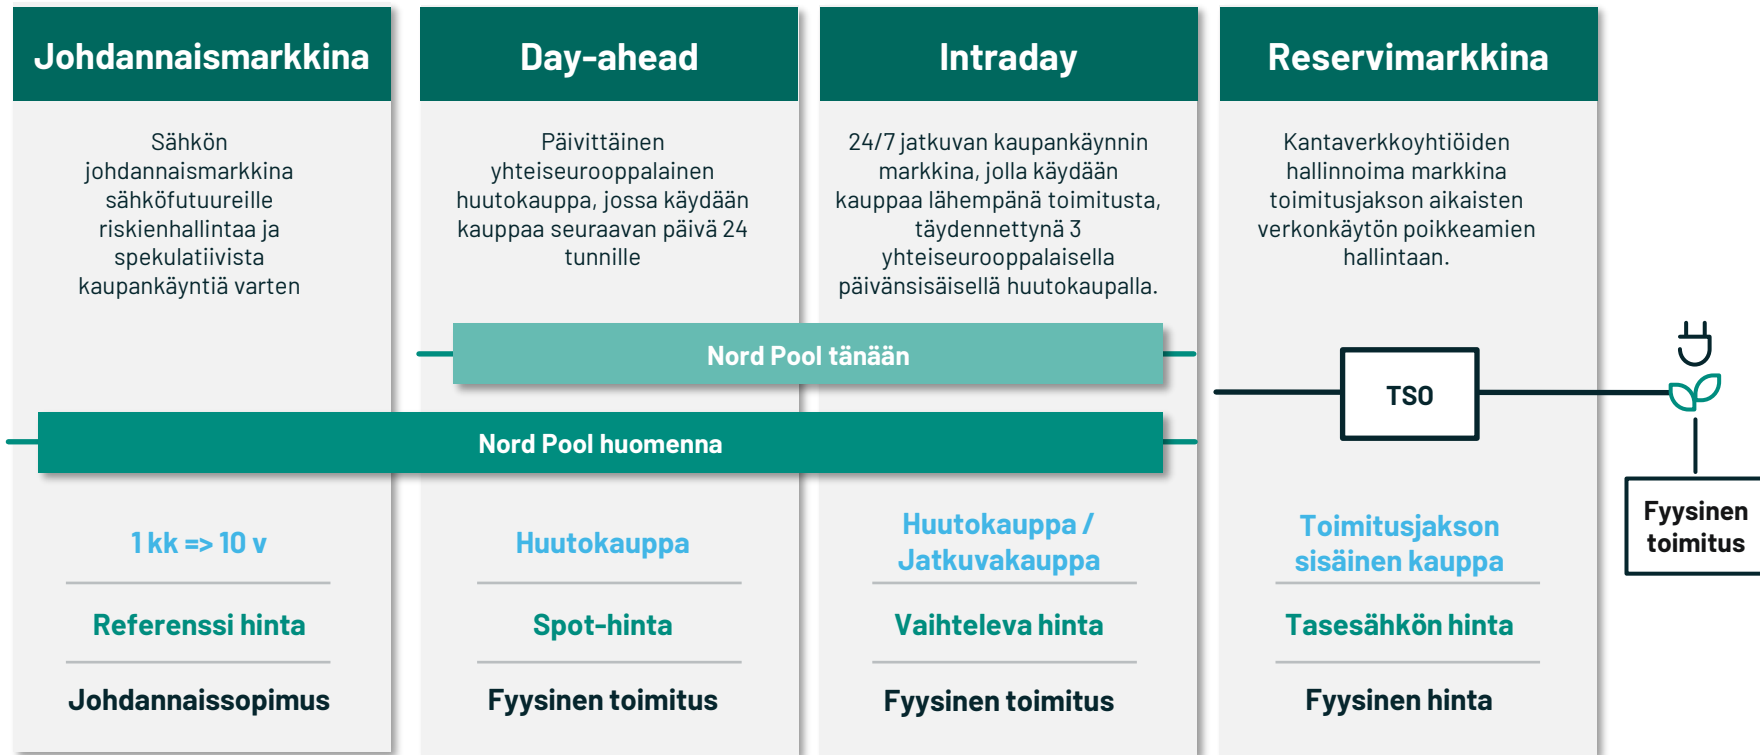 Johdannaismarkkina
Sähkön
johdannaismarkkina
sähköfutuureille
riskienhallintaa ja
spekulatiivista
kaupankäyntiä varten
Day-ahead
Päivittäinen
yhteiseurooppalainen
huutokauppa, jossa käydään
kauppaa seuraavan päivä 24
tunnille
Intraday
24/7 jatkuvan kaupankäynnin
markkina, jolla käydään
kauppaa lähempänä toimitusta,
täydennettynä 3
yhteiseurooppalaisella
päivänsisäisellä huutokaupalla.
Reservimarkkina
Kantaverkkoyhtiöiden
hallinnoima markkina
toimitusjakson aikaisten
verkonkäytön poikkeamien
hallintaan.
Nord Pool tänään
Nord Pool huomenna
TSO
Fyysinen
toimitus
1 kk => 10 v
Referenssi hinta
Johdannaissopimus
Huutokauppa
Spot-hinta
Fyysinen toimitus
Huutokauppa /
Jatkuvakauppa
Vaihteleva hinta
Fyysinen toimitus
Toimitusjakson
sisäinen kauppa
Tasesähkön hinta
Fyysinen hinta